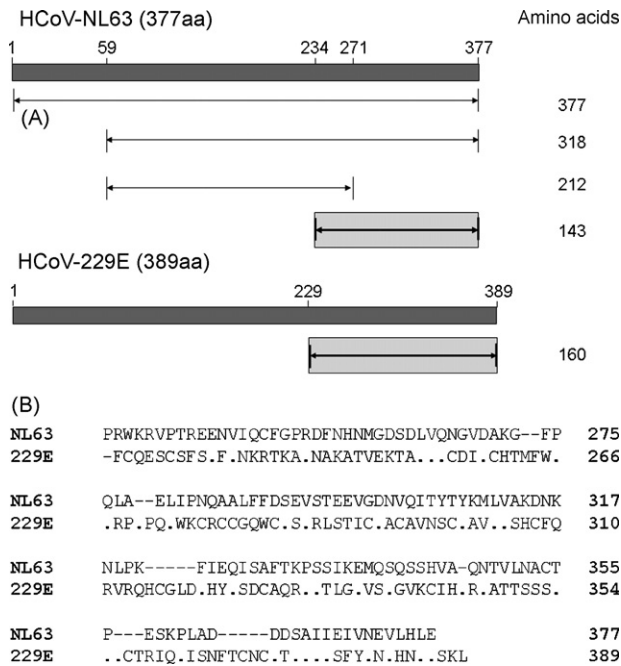 HCoV-NL63 (377aa)
Amino acids
1 59 234 271 377
377
(A)
318
212
143
HCoV-229E (389aa)
1 229 389
160
(B)
NL63 PRWKRVPTREENVIQCFGPRDFNHNMGDSDLVQNGVDAKG--FP 275
229E -FCQESCSFS.F.NKRTKA.NAKATVEKTA...CDI.CHTMFW. 266
NL63 QLA--ELIPNQAALFFDSEVSTEEVGDNVQITYTYKMLVAKDNK 317
229E .RP.PQ.WKCRCCGQWC.S.RLSTIC.ACAVNSC.AV..SHCFQ 310
NL63 NLPK-----FIEQISAFTKPSSIKEMQSQSSHVA-QNTVLNACT 355
229E RVRQHCGLD.HY.SDCAQR..TLG.VS.GVKCIH.R.ATTSSS. 354
NL63 P---ESKPLAD-----DDSAIIEIVNEVLHLE 377
229E ..CTRIQ.ISNFTCNC.T....SFY.N.HN..SKL 389